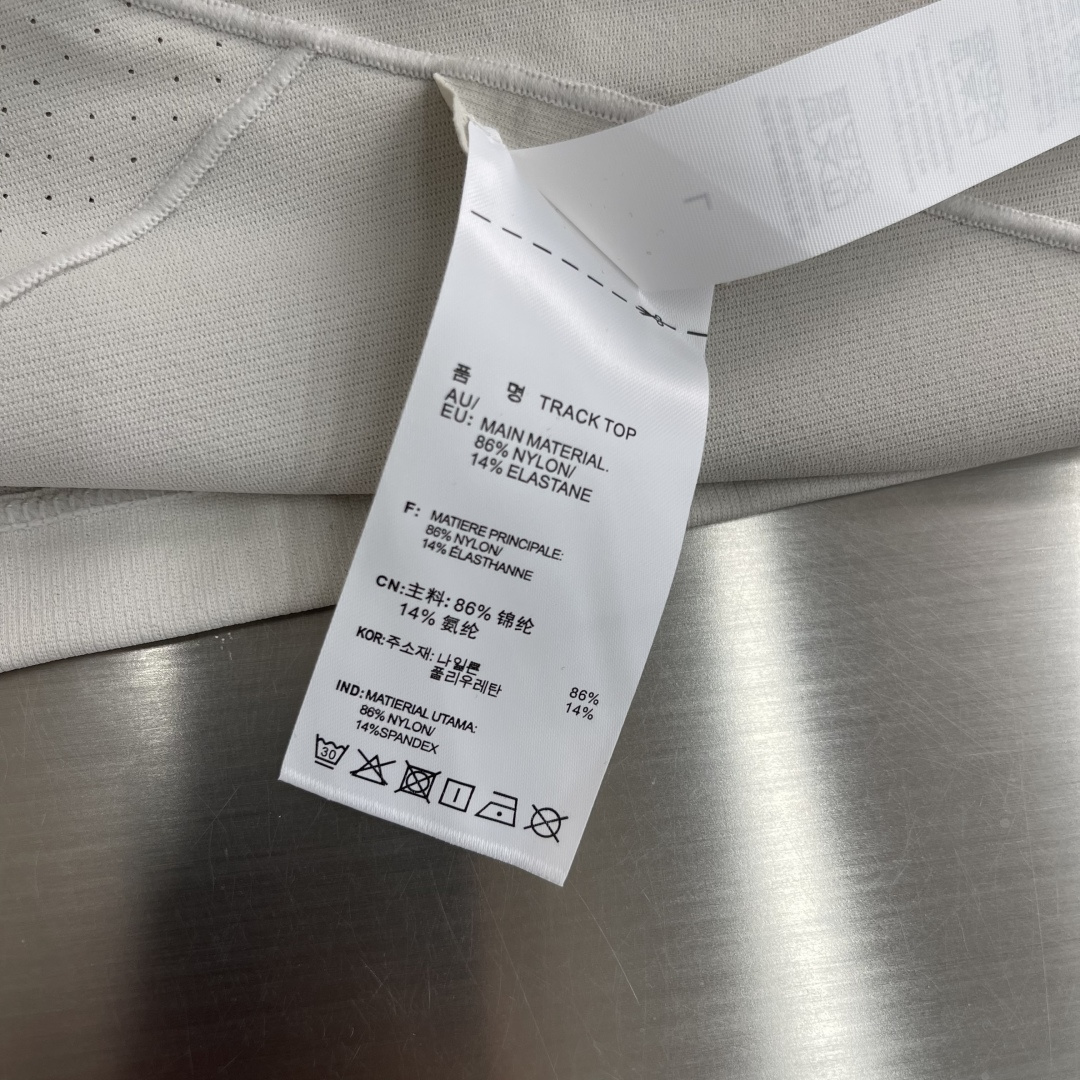 품 명 TRACK TOP
AU/
EU: MAIN MATERIAL.
86% NYLON/
14% ELASTANE
F: MATIERE PRINCIPALE:
86% NYLON/
14% ÉLASTHANNE
CN:主料: 86% 锦纶
14% 氨纶
KOR:주소재: 나일론 86%
폴리우레탄 14%
IND: MATIERIAL UTAMA:
86% NYLON/
14%SPANDEX
30